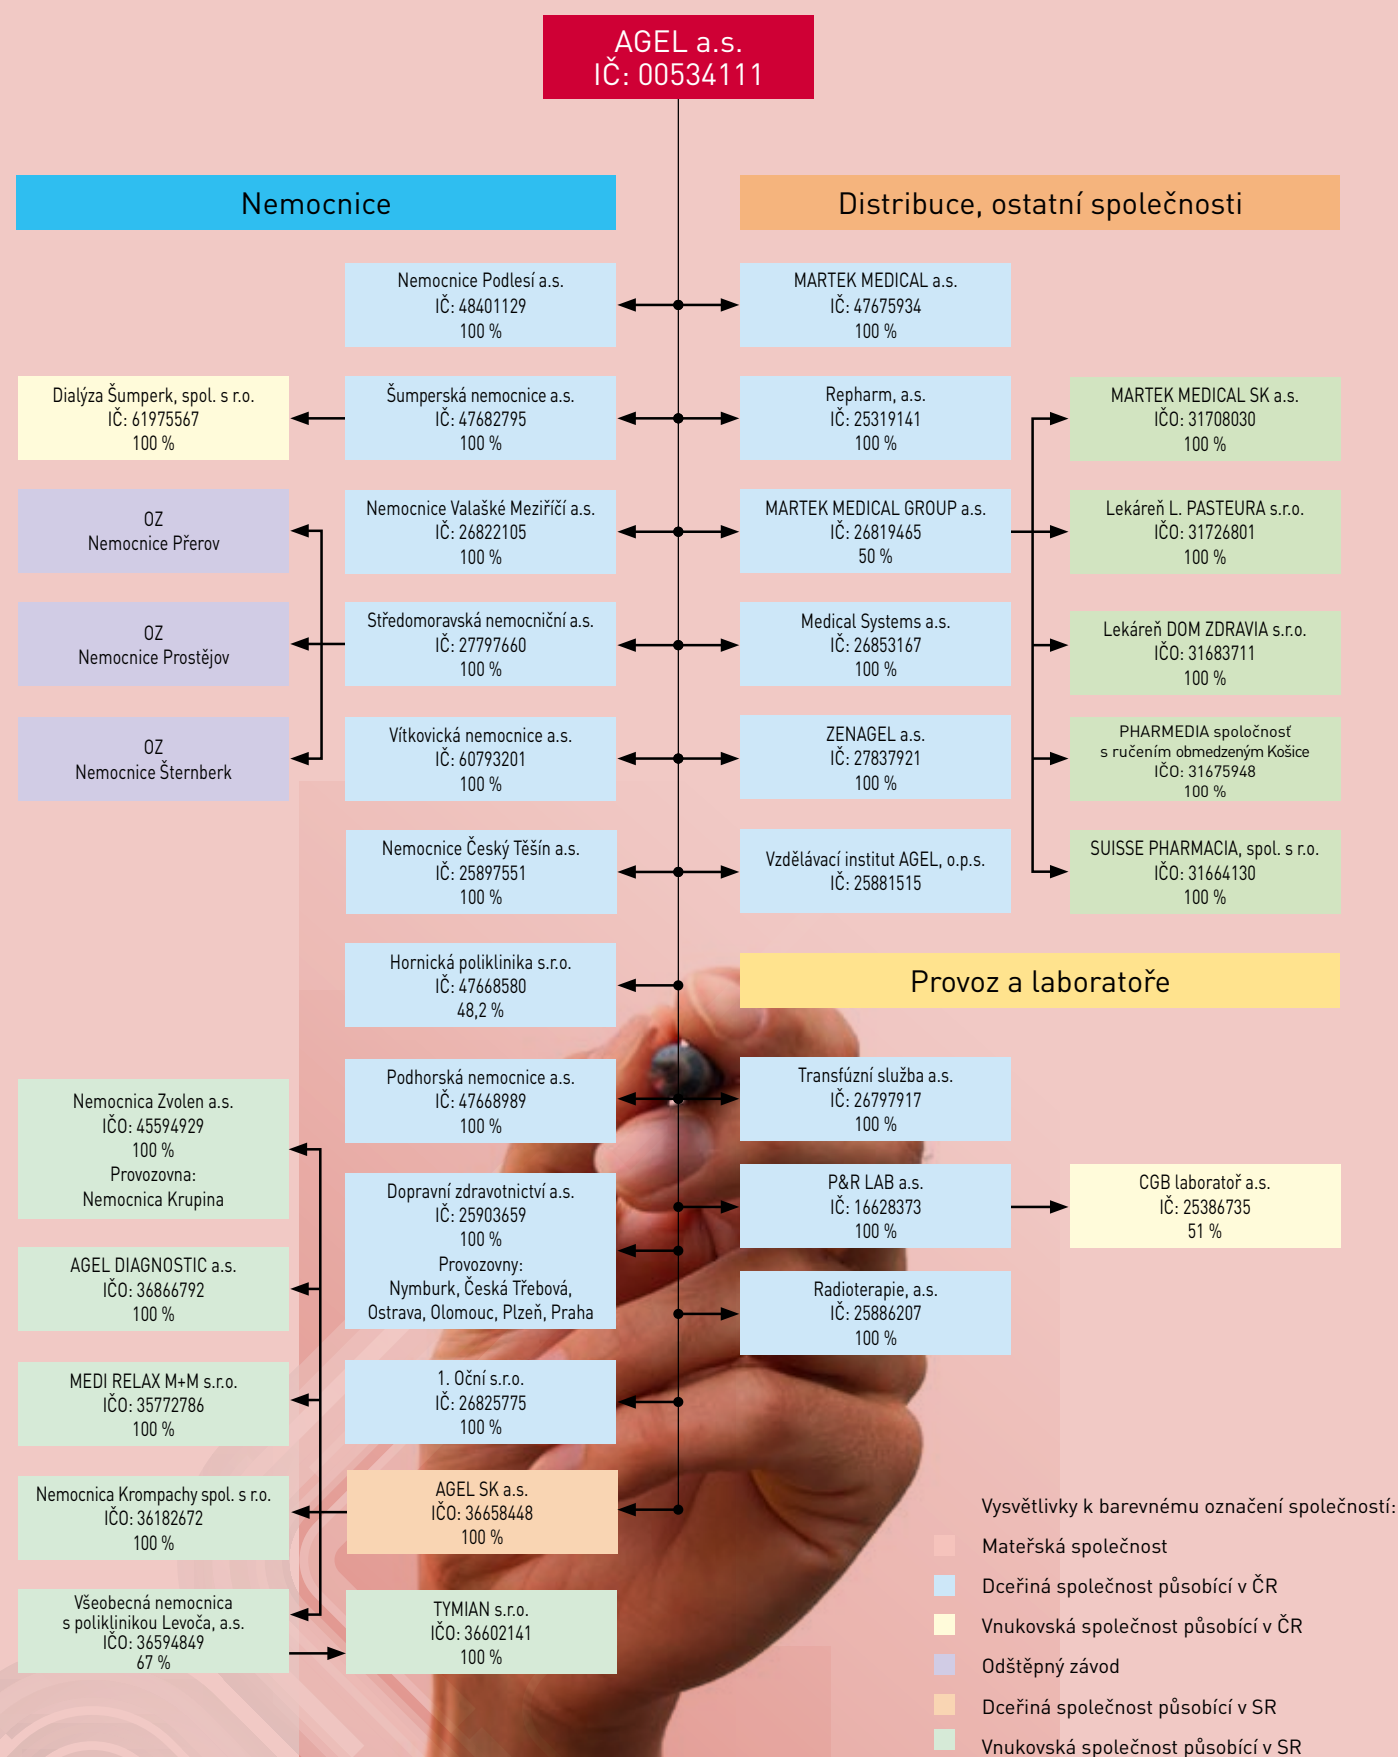 AGEL a.s.
IČ: 00534111
Nemocnice
Distribuce, ostatní společnosti
Nemocnice Podlesí a.s.
IČ: 48401129
100 %
MARTEK MEDICAL a.s.
IČ: 47675934
100 %
Dialýza Šumperk, spol. s r.o.
IČ: 61975567
100 %
Šumperská nemocnice a.s.
IČ: 47682795
100 %
Repharm, a.s.
IČ: 25319141
100 %
MARTEK MEDICAL SK a.s.
IČO: 31708030
100 %
OZ
Nemocnice Přerov
Nemocnice Valašké Meziříčí a.s.
IČ: 26822105
100 %
MARTEK MEDICAL GROUP a.s.
IČ: 26819465
50 %
Lekáreň L. PASTEURA s.r.o.
IČO: 31726801
100 %
OZ
Nemocnice Prostějov
Středomoravská nemocniční a.s.
IČ: 27797660
100 %
Medical Systems a.s.
IČ: 26853167
100 %
Lekáreň DOM ZDRAVIA s.r.o.
IČO: 31683711
100 %
OZ
Nemocnice Šternberk
Vítkovická nemocnice a.s.
IČ: 60793201
100 %
ZENAGEL a.s.
IČ: 27837921
100 %
PHARMEDIA spoločnosť
s ručením obmedzeným Košice
IČO: 31675948
100 %
Nemocnice Český Těšín a.s.
IČ: 25897551
100 %
Vzdělávací institut AGEL, o.p.s.
IČ: 25881515
SUISSE PHARMACIA, spol. s r.o.
IČO: 31664130
100 %
Hornická poliklinika s.r.o.
IČ: 47668580
48,2 %
Provoz a laboratoře
Nemocnica Zvolen a.s.
IČO: 45594929
100 %
Provozovna:
Nemocnica Krupina
Podhorská nemocnice a.s.
IČ: 47668989
100 %
Transfúzní služba a.s.
IČ: 26797917
100 %
Dopravní zdravotnictví a.s.
IČ: 25903659
100 %
Provozovny:
Nymburk, Česká Třebová,
Ostrava, Olomouc, Plzeň, Praha
P&R LAB a.s.
IČ: 16628373
100 %
CGB laboratoř a.s.
IČ: 25386735
51 %
AGEL DIAGNOSTIC a.s.
IČO: 36866792
100 %
Radioterapie, a.s.
IČ: 25886207
100 %
MEDI RELAX M+M s.r.o.
IČO: 35772786
100 %
1. Oční s.r.o.
IČ: 26825775
100 %
Nemocnica Krompachy spol. s r.o.
IČO: 36182672
100 %
AGEL SK a.s.
IČO: 36658448
100 %
Všeobecná nemocnica
s poliklinikou Levoča, a.s.
IČO: 36594849
67 %
TYMIAN s.r.o.
IČO: 36602141
100 %
Vysvětlivky k barevnému označení společností:
Mateřská společnost
Dceřiná společnost působící v ČR
Vnukovská společnost působící v ČR
Odštěpný závod
Dceřiná společnost působící v SR
Vnukovská společnost působící v SR